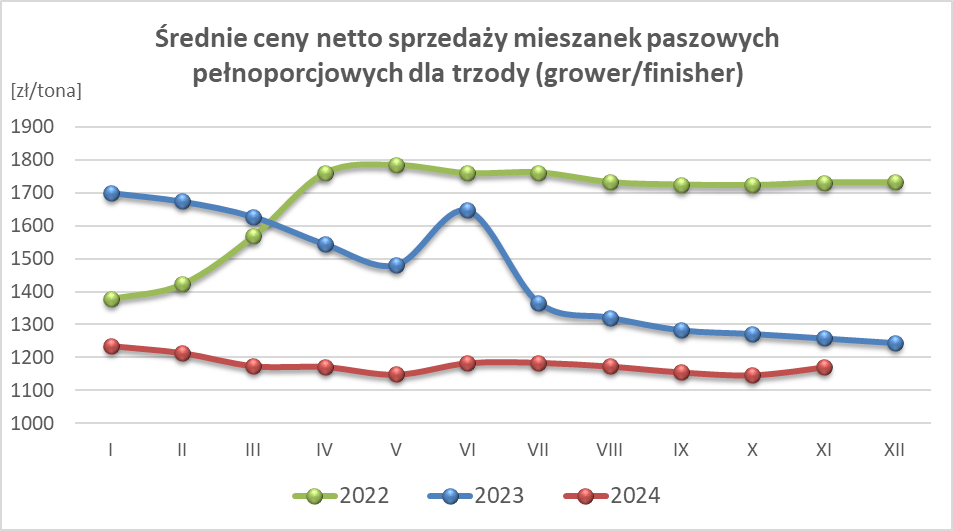 Średnie ceny netto sprzedaży mieszanek paszowych
pełnoporcjowych dla trzody (grower/finisher)
[zł/tona]
1900
1800
1700
1600
1500
1400
1300
1200
1100
1000
I II III IV V VI VII VIII IX X XI XII
2022 2023 2024